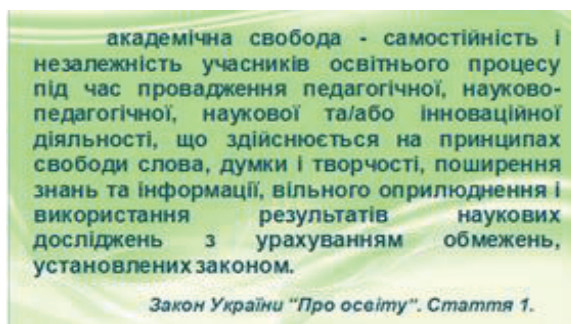 академічна свобода - самостійність і
незалежність учасників освітнього процесу
під час провадження педагогічної, науково-
педагогічної, наукової та/або інноваційної
діяльності, що здійснюється на принципах
свободи слова, думки і творчості, поширення
знань та інформації, вільного оприлюднення і
використання результатів наукових
досліджень з урахуванням обмежень,
установлених законом.
Закон України "Про освіту". Стаття 1.